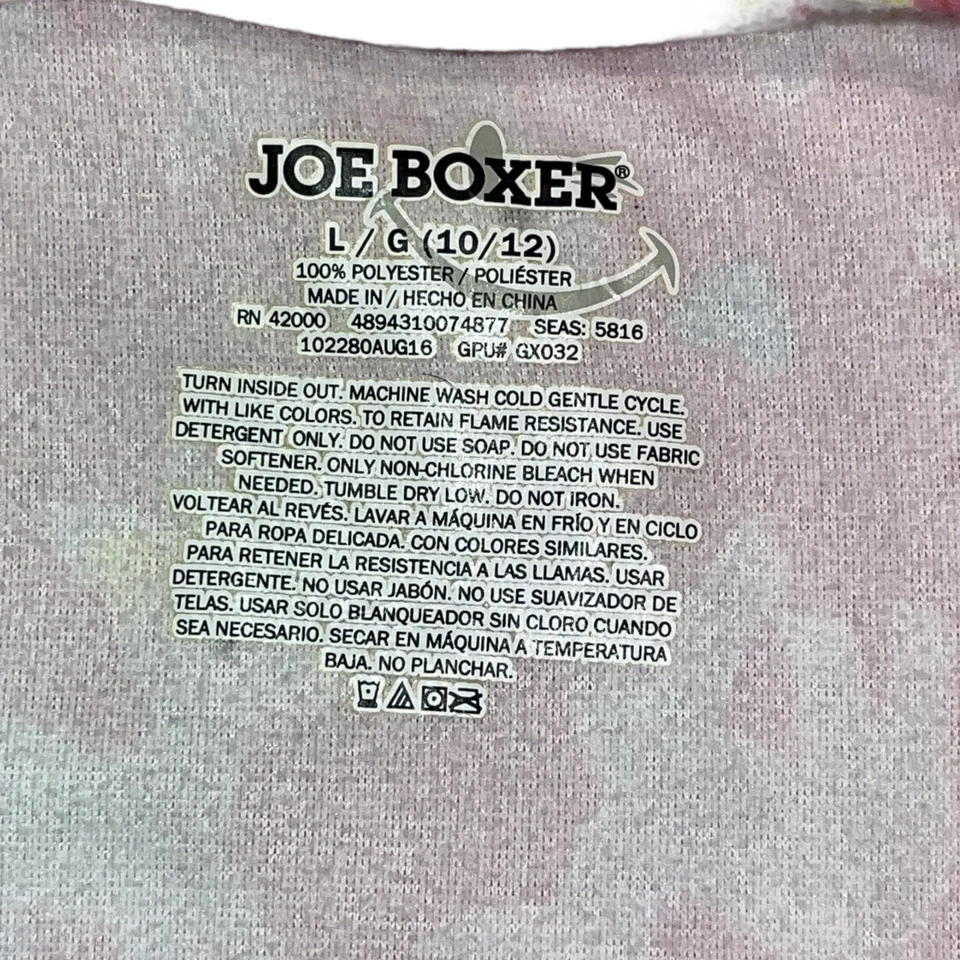 JOE BOXER®
L / G (10/12)
100% POLYESTER / POLIÉSTER
MADE IN / HECHO EN CHINA
RN 42000 4894310074877 SEAS: 5816
102280AUG16 GPU# GX032
TURN INSIDE OUT. MACHINE WASH COLD GENTLE CYCLE.
WITH LIKE COLORS. TO RETAIN FLAME RESISTANCE. USE
DETERGENT ONLY. DO NOT USE SOAP. DO NOT USE FABRIC
SOFTENER. ONLY NON-CHLORINE BLEACH WHEN
NEEDED. TUMBLE DRY LOW. DO NOT IRON.
VOLTEAR AL REVÉS. LAVAR A MÁQUINA EN FRÍO Y EN CICLO
PARA ROPA DELICADA. CON COLORES SIMILARES.
PARA RETENER LA RESISTENCIA A LAS LLAMAS. USAR
DETERGENTE. NO USAR JABÓN. NO USE SUAVIZADOR DE
TELAS. USAR SOLO BLANQUEADOR SIN CLORO CUANDO
SEA NECESARIO. SECAR EN MÁQUINA A TEMPERATURA
BAJA. NO PLANCHAR.